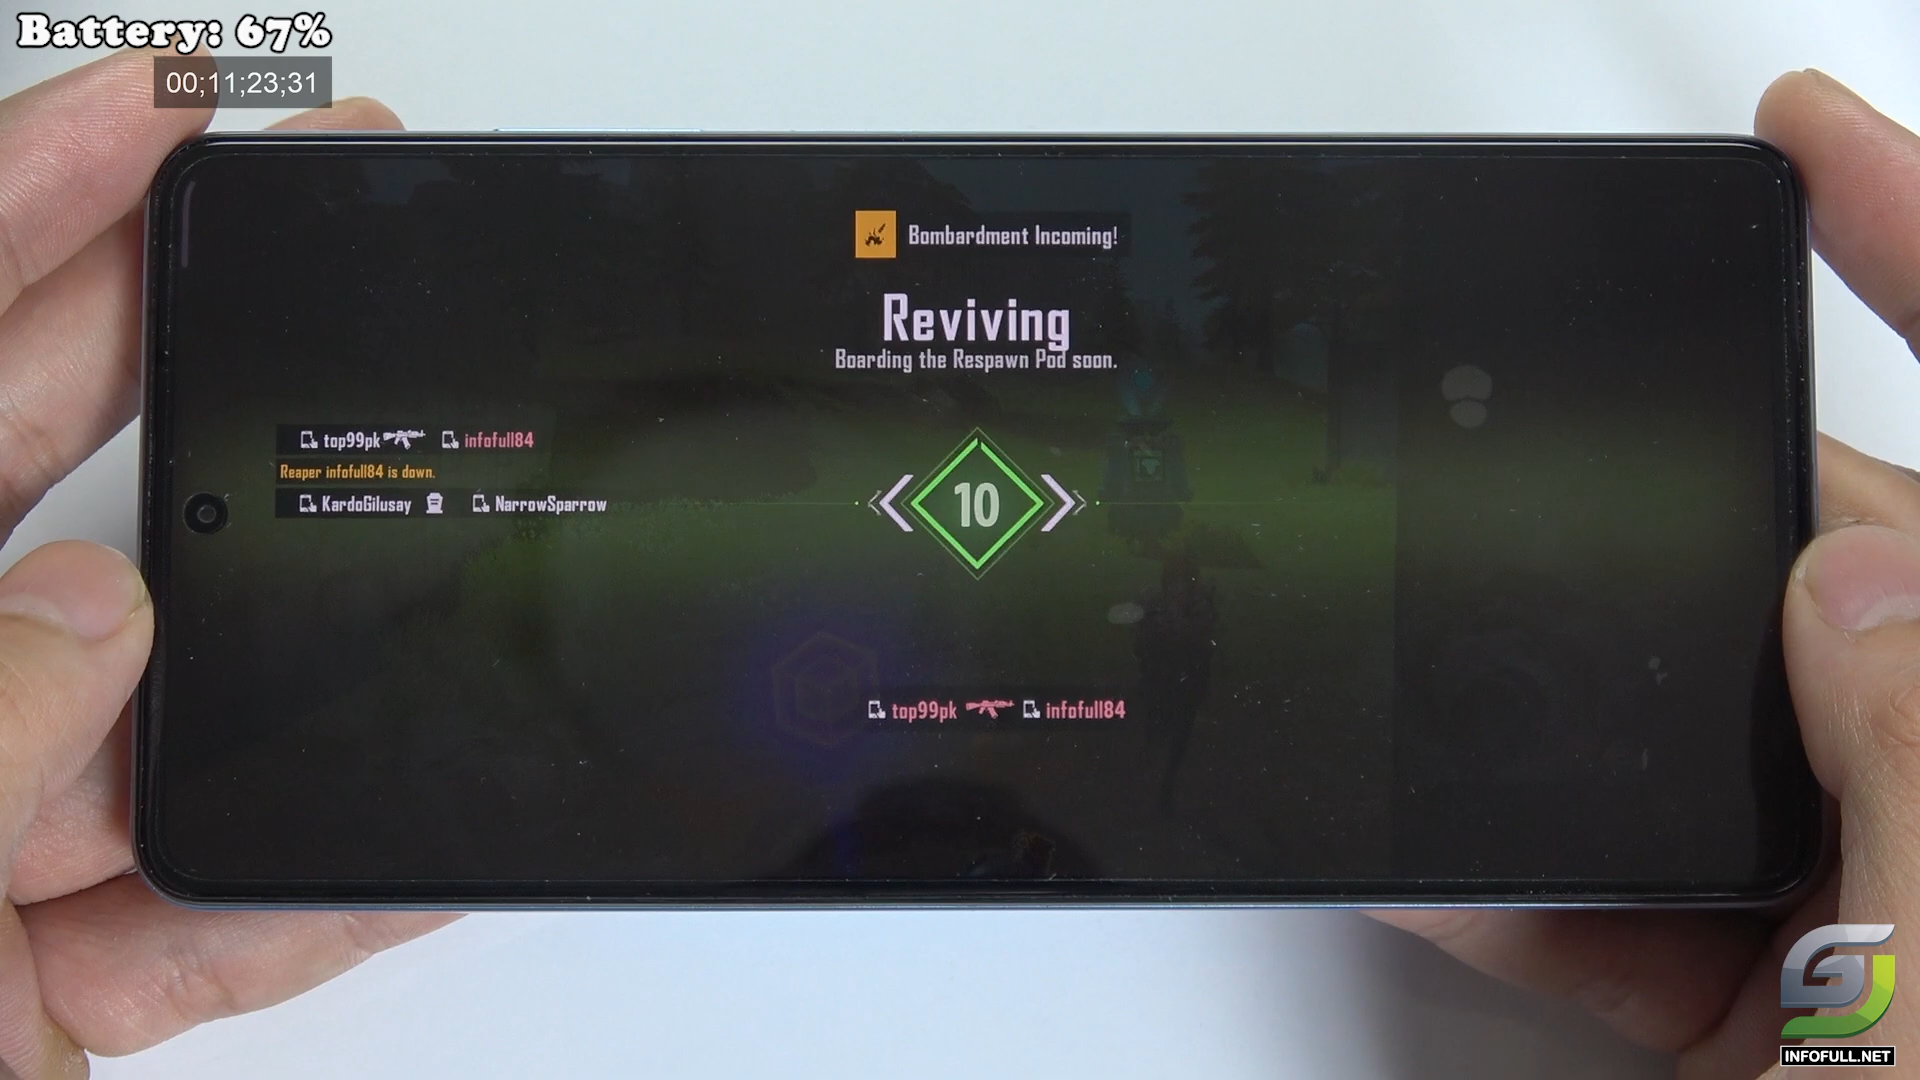 Battery: 67%
00;11;23;31
Bombardment Incoming!
Reviving
Boarding the Respawn Pod soon.
top99pk infofull84
Reaper infofull84 is down.
KardoGilusay NarrowSparrow
10
top99pk infofull84
INFOFULL.NET